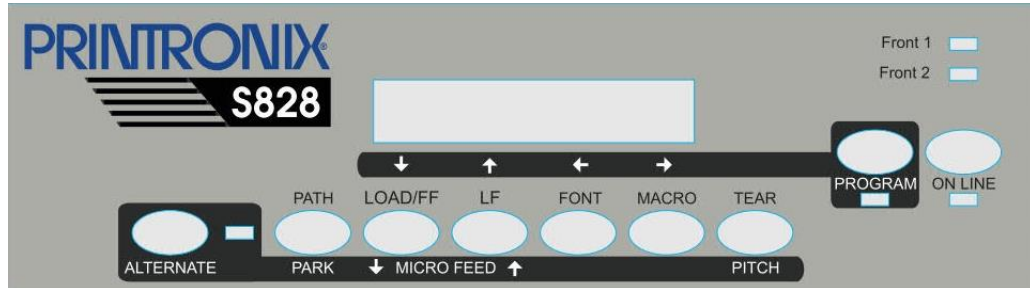 PRINTRONIX®
S828
Front 1
Front 2
↓ ↑ ← →
PROGRAM ON LINE
PATH LOAD/FF LF FONT MACRO TEAR
ALTERNATE PARK ↓ MICRO FEED ↑ PITCH